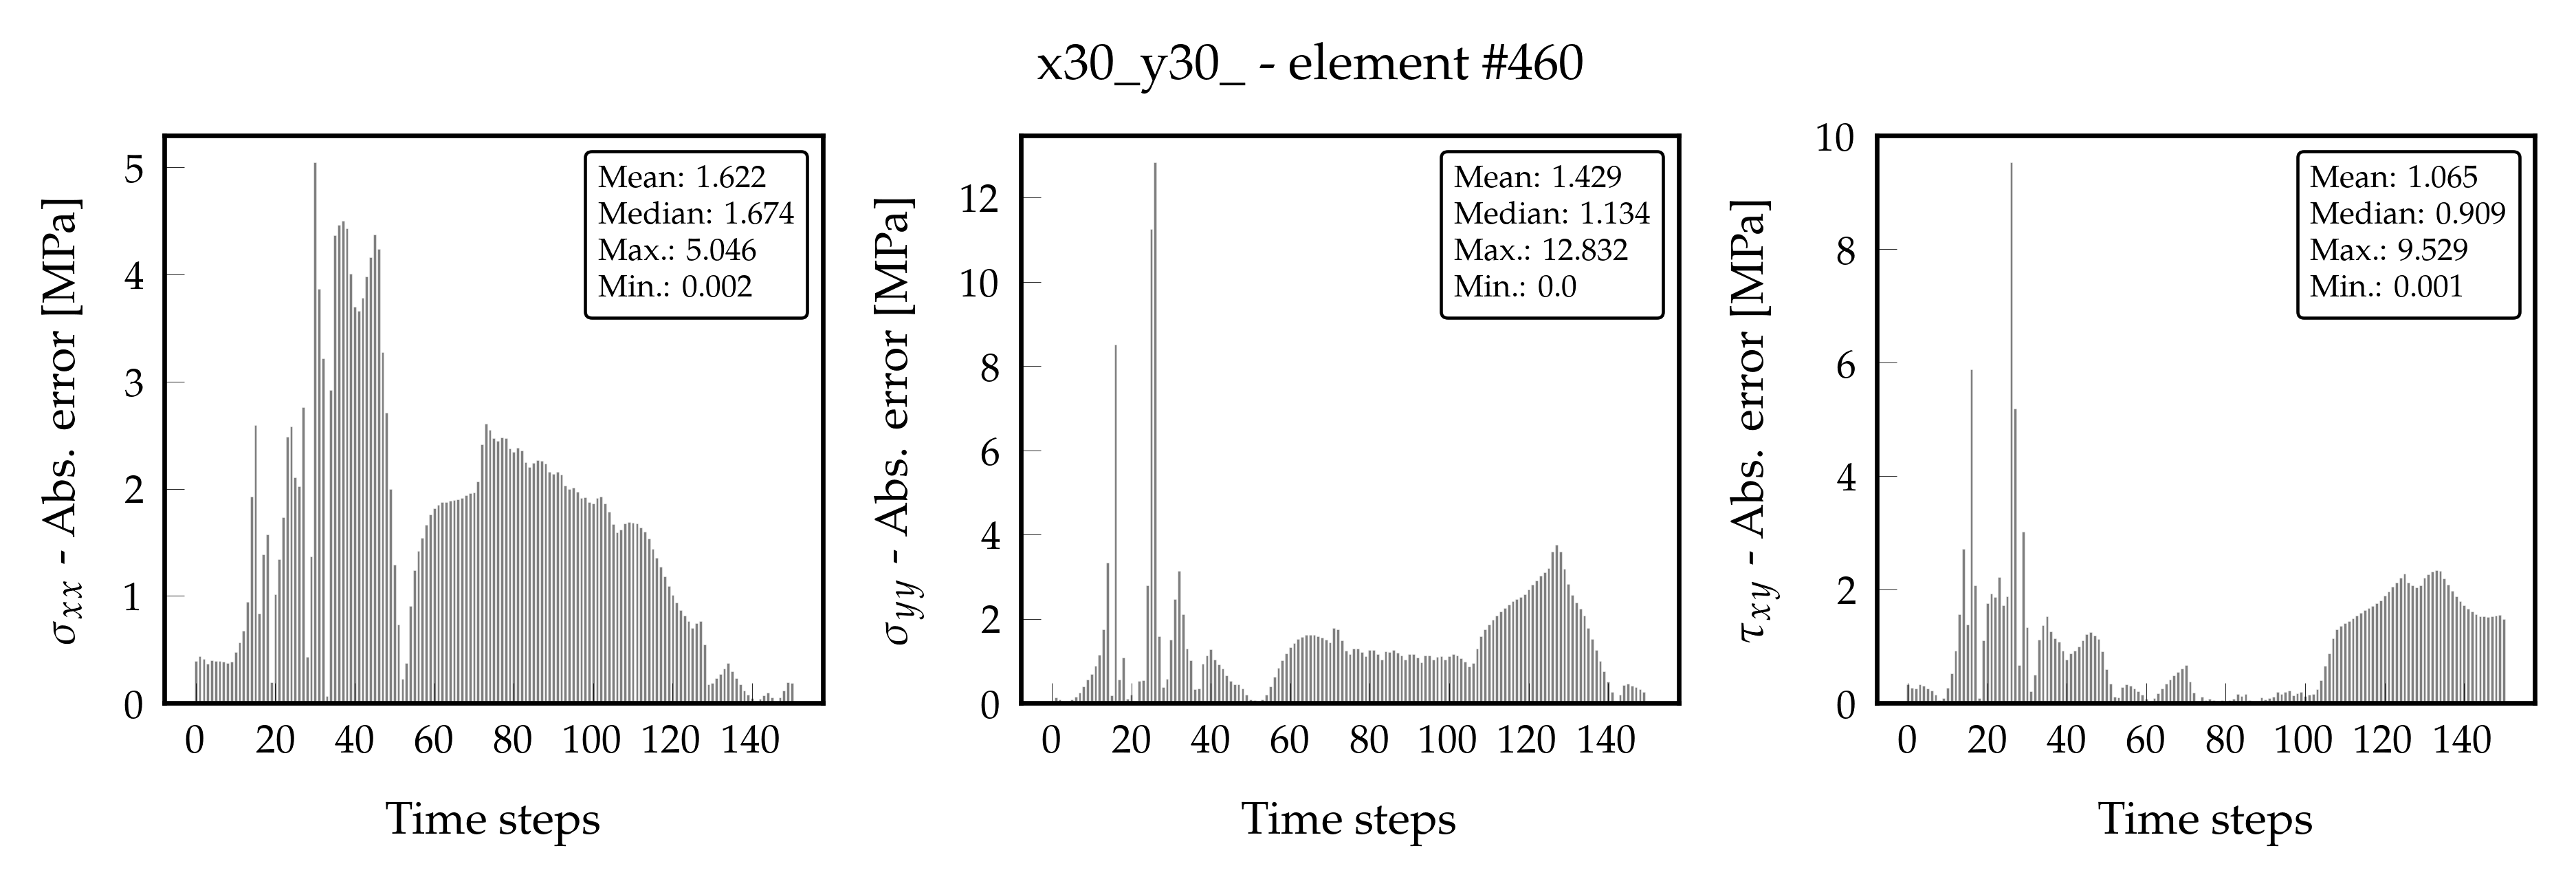 x30_y30_ - element #460
σxx - Abs. error [MPa]
5
4
3
2
1
0
0 20 40 60 80 100 120 140
Time steps
Mean: 1.622
Median: 1.674
Max.: 5.046
Min.: 0.002
σyy - Abs. error [MPa]
12
10
8
6
4
2
0
0 20 40 60 80 100 120 140
Time steps
Mean: 1.429
Median: 1.134
Max.: 12.832
Min.: 0.0
τxy - Abs. error [MPa]
10
8
6
4
2
0
0 20 40 60 80 100 120 140
Time steps
Mean: 1.065
Median: 0.909
Max.: 9.529
Min.: 0.001